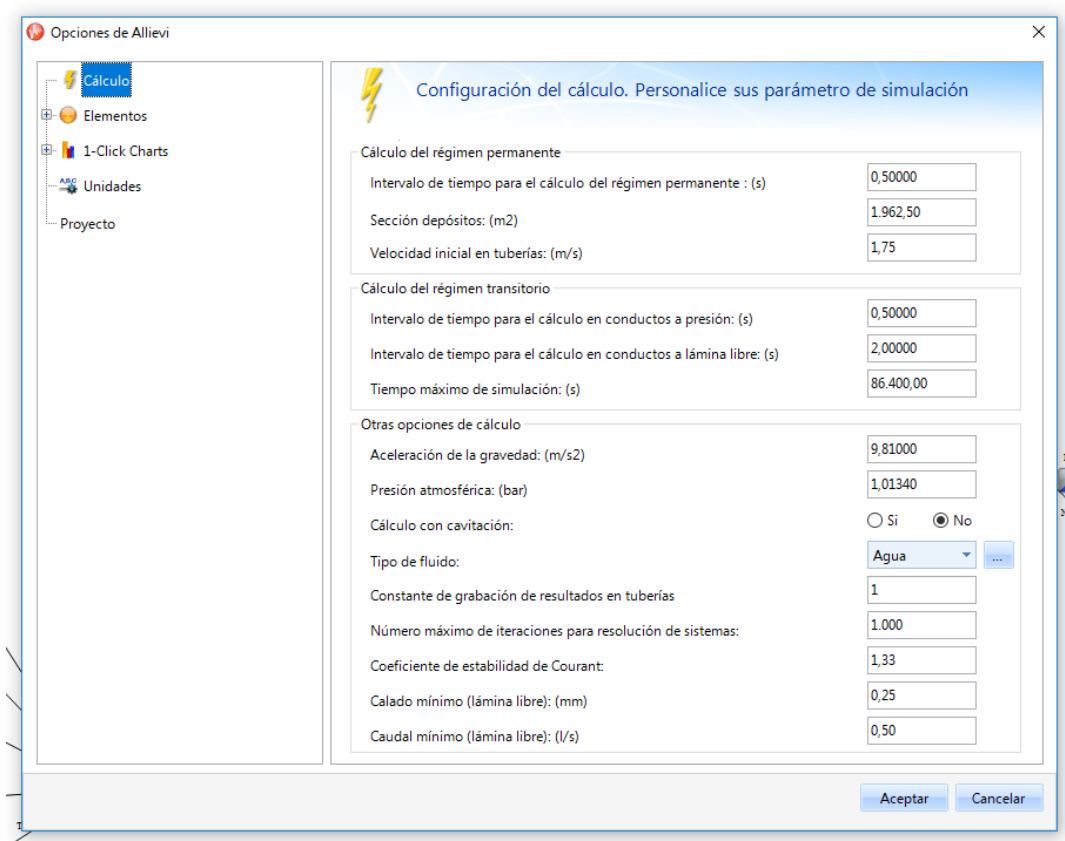 Opciones de Allievi
Cálculo
Elementos
1-Click Charts
ABC
Unidades
Proyecto
Configuración del cálculo. Personalice sus parámetro de simulación
Cálculo del régimen permanente
Intervalo de tiempo para el cálculo del régimen permanente : (s) 0,50000
Sección depósitos: (m2) 1.962,50
Velocidad inicial en tuberías: (m/s) 1,75
Cálculo del régimen transitorio
Intervalo de tiempo para el cálculo en conductos a presión: (s) 0,50000
Intervalo de tiempo para el cálculo en conductos a lámina libre: (s) 2,00000
Tiempo máximo de simulación: (s) 86.400,00
Otras opciones de cálculo
Aceleración de la gravedad: (m/s2) 9,81000
Presión atmosférica: (bar) 1,01340
Cálculo con cavitación: Si No
Tipo de fluido: Agua ...
Constante de grabación de resultados en tuberías 1
Número máximo de iteraciones para resolución de sistemas: 1.000
Coeficiente de estabilidad de Courant: 1,33
Calado mínimo (lámina libre): (mm) 0,25
Caudal mínimo (lámina libre): (l/s) 0,50
Aceptar Cancelar